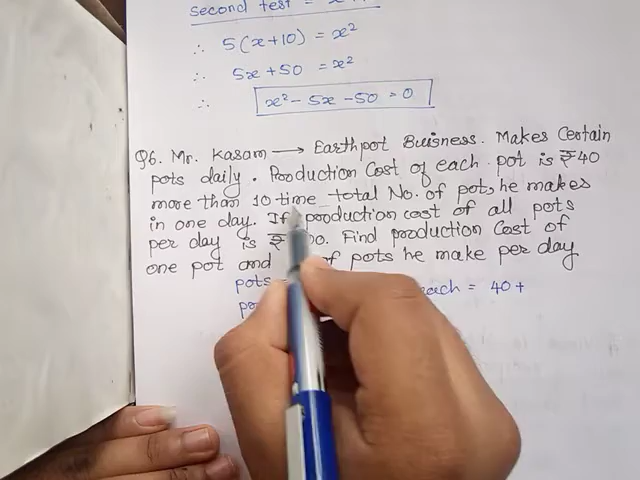 second test =
∴ 5(x+10) = x²
∴ 5x+50 = x²
∴ x²-5x-50 = 0
Q6. Mr. Kasam → Earthpot Buisness. Makes Certain
pots daily. Production Cost of each pot is ₹40
more than 10 time total No. of pot, he makes
in one day. If production cost of all pots
per day is ₹ 00. Find production Cost of
one pot and of pots he make per day
pots
each = 40+